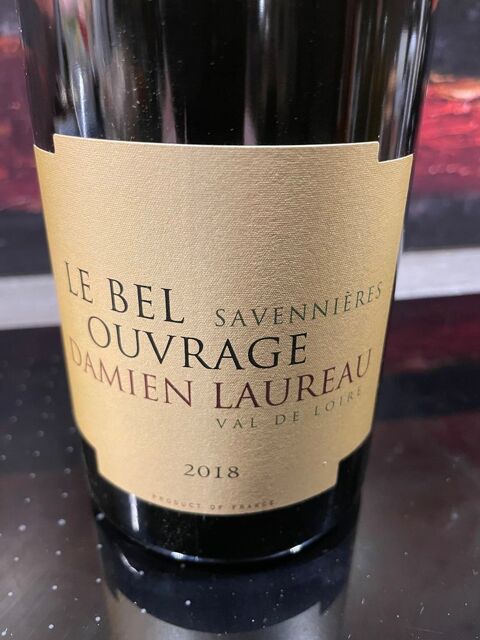 LE BEL SAVENNIÈRES
OUVRAGE
DAMIEN LAUREAU
VAL DE LOIRE
2018
PRODUCT OF FRANCE